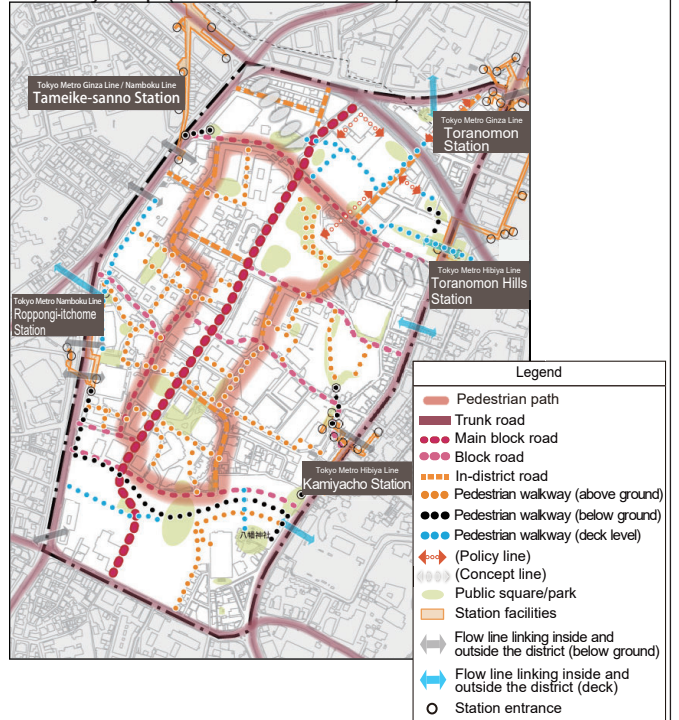 Tokyo Metro Ginza Line / Namboku Line
Tameike-sanno Station
Tokyo Metro Ginza Line
Toranomon
Station
Tokyo Metro Hibiya Line
Toranomon Hills
Station
Tokyo Metro Namboku Line
Roppongi-itchome
Station
Tokyo Metro Hibiya Line
Kamiyacho Station
八幡神社
Legend
Pedestrian path
Trunk road
Main block road
Block road
In-district road
Pedestrian walkway (above ground)
Pedestrian walkway (below ground)
Pedestrian walkway (deck level)
(Policy line)
(Concept line)
Public square/park
Station facilities
Flow line linking inside and
outside the district (below ground)
Flow line linking inside and
outside the district (deck)
Station entrance